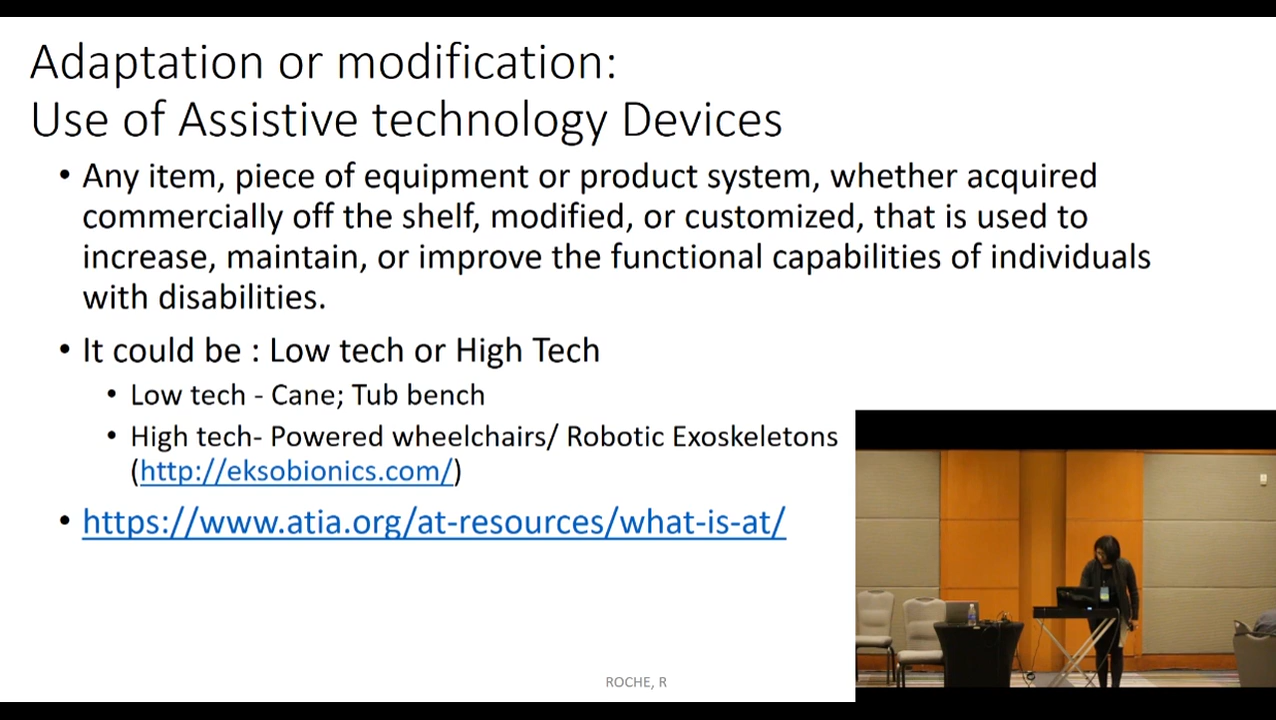 Adaptation or modification:
Use of Assistive technology Devices
• Any item, piece of equipment or product system, whether acquired
commercially off the shelf, modified, or customized, that is used to
increase, maintain, or improve the functional capabilities of individuals
with disabilities.
• It could be : Low tech or High Tech
• Low tech - Cane; Tub bench
• High tech- Powered wheelchairs/ Robotic Exoskeletons
(http://eksobionics.com/)
• https://www.atia.org/at-resources/what-is-at/
ROCHE, R